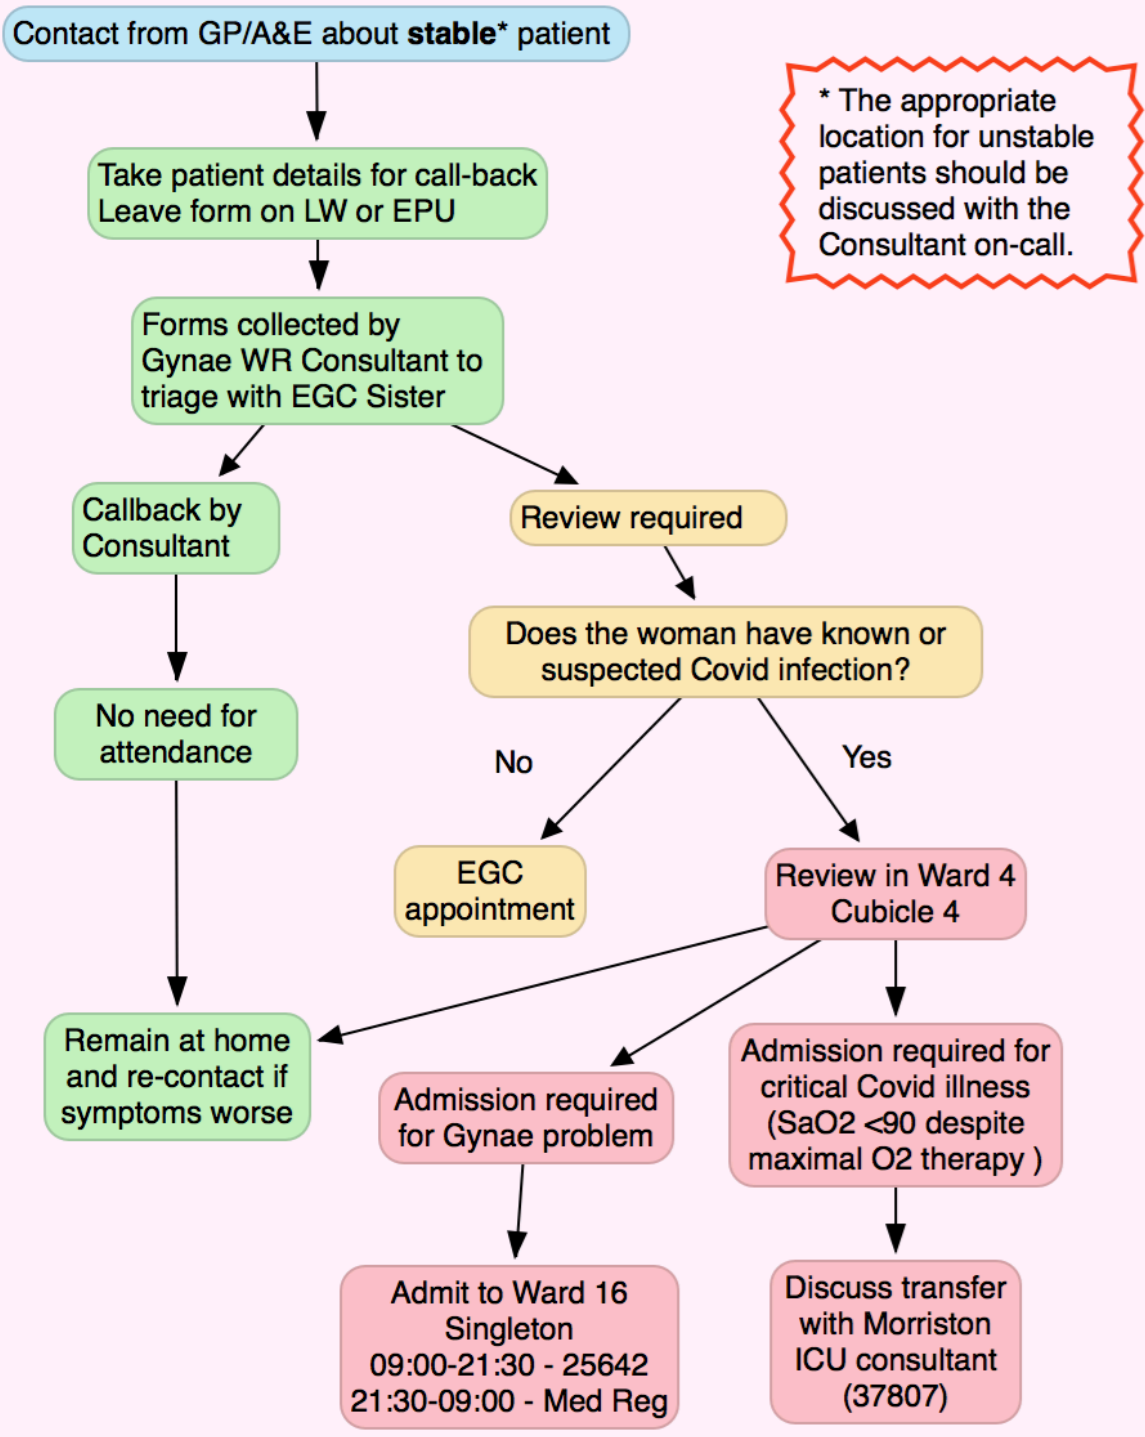 Contact from GP/A&E about stable* patient
* The appropriate
location for unstable
patients should be
discussed with the
Consultant on-call.
Take patient details for call-back
Leave form on LW or EPU
Forms collected by
Gynae WR Consultant to
triage with EGC Sister
Callback by
Consultant
Review required
Does the woman have known or
suspected Covid infection?
No need for
attendance
No
Yes
EGC
appointment
Review in Ward 4
Cubicle 4
Remain at home
and re-contact if
symptoms worse
Admission required
for Gynae problem
Admission required for
critical Covid illness
(SaO2 <90 despite
maximal O2 therapy )
Admit to Ward 16
Singleton
09:00-21:30 - 25642
21:30-09:00 - Med Reg
Discuss transfer
with Morriston
ICU consultant
(37807)